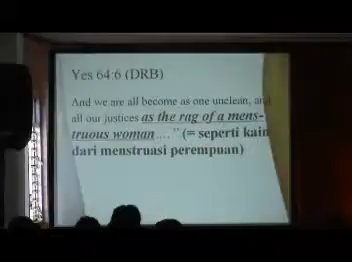 Yes 64:6 (DRB)
And we are all become as one unclean, and
all our justices as the rag of a mens-
truous woman....” (= seperti kain
dari menstruasi perempuan)